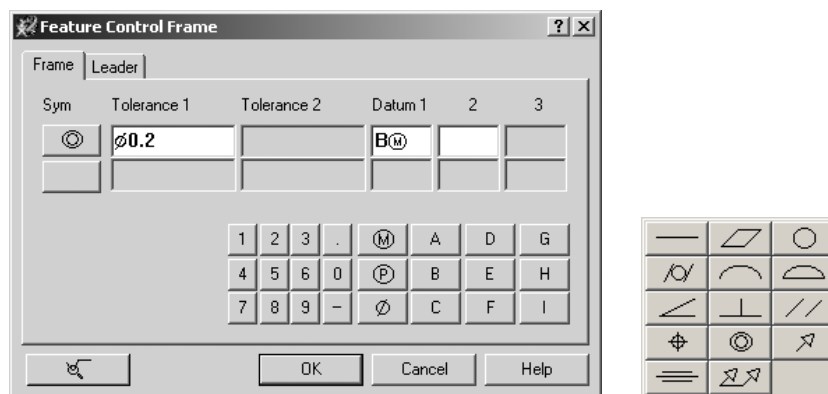 Feature Control Frame
Frame Leader
Sym Tolerance 1 Tolerance 2 Datum 1 2 3
◎ ⌀0.2 BⓂ
1 2 3 . Ⓜ A D G
4 5 6 0 Ⓟ B E H
7 8 9 - ⌀ C F I
OK Cancel Help